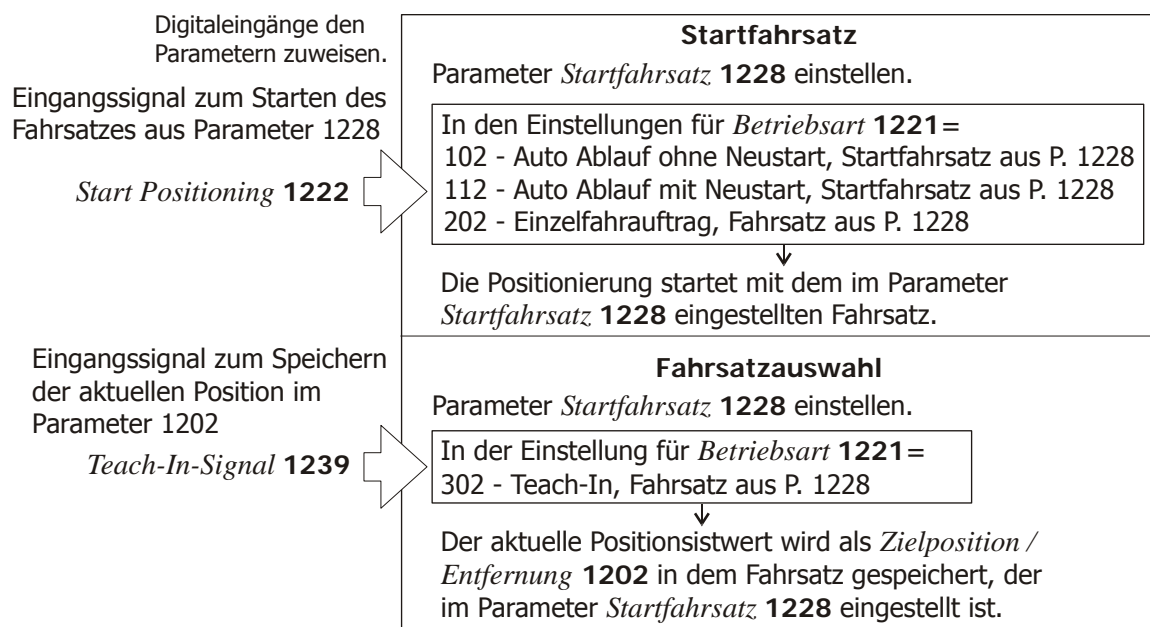 Digitaleingänge den
Parametern zuweisen.
Startfahrsatz
Parameter Startfahrsatz 1228 einstellen.
Eingangssignal zum Starten des
Fahrsatzes aus Parameter 1228
Start Positioning 1222
In den Einstellungen für Betriebsart 1221=
102 - Auto Ablauf ohne Neustart, Startfahrsatz aus P. 1228
112 - Auto Ablauf mit Neustart, Startfahrsatz aus P. 1228
202 - Einzelfahrauftrag, Fahrsatz aus P. 1228
Die Positionierung startet mit dem im Parameter
Startfahrsatz 1228 eingestellten Fahrsatz.
Eingangssignal zum Speichern
der aktuellen Position im
Parameter 1202
Teach-In-Signal 1239
Fahrsatzauswahl
Parameter Startfahrsatz 1228 einstellen.
In der Einstellung für Betriebsart 1221=
302 - Teach-In, Fahrsatz aus P. 1228
Der aktuelle Positionsistwert wird als Zielposition /
Entfernung 1202 in dem Fahrsatz gespeichert, der
im Parameter Startfahrsatz 1228 eingestellt ist.